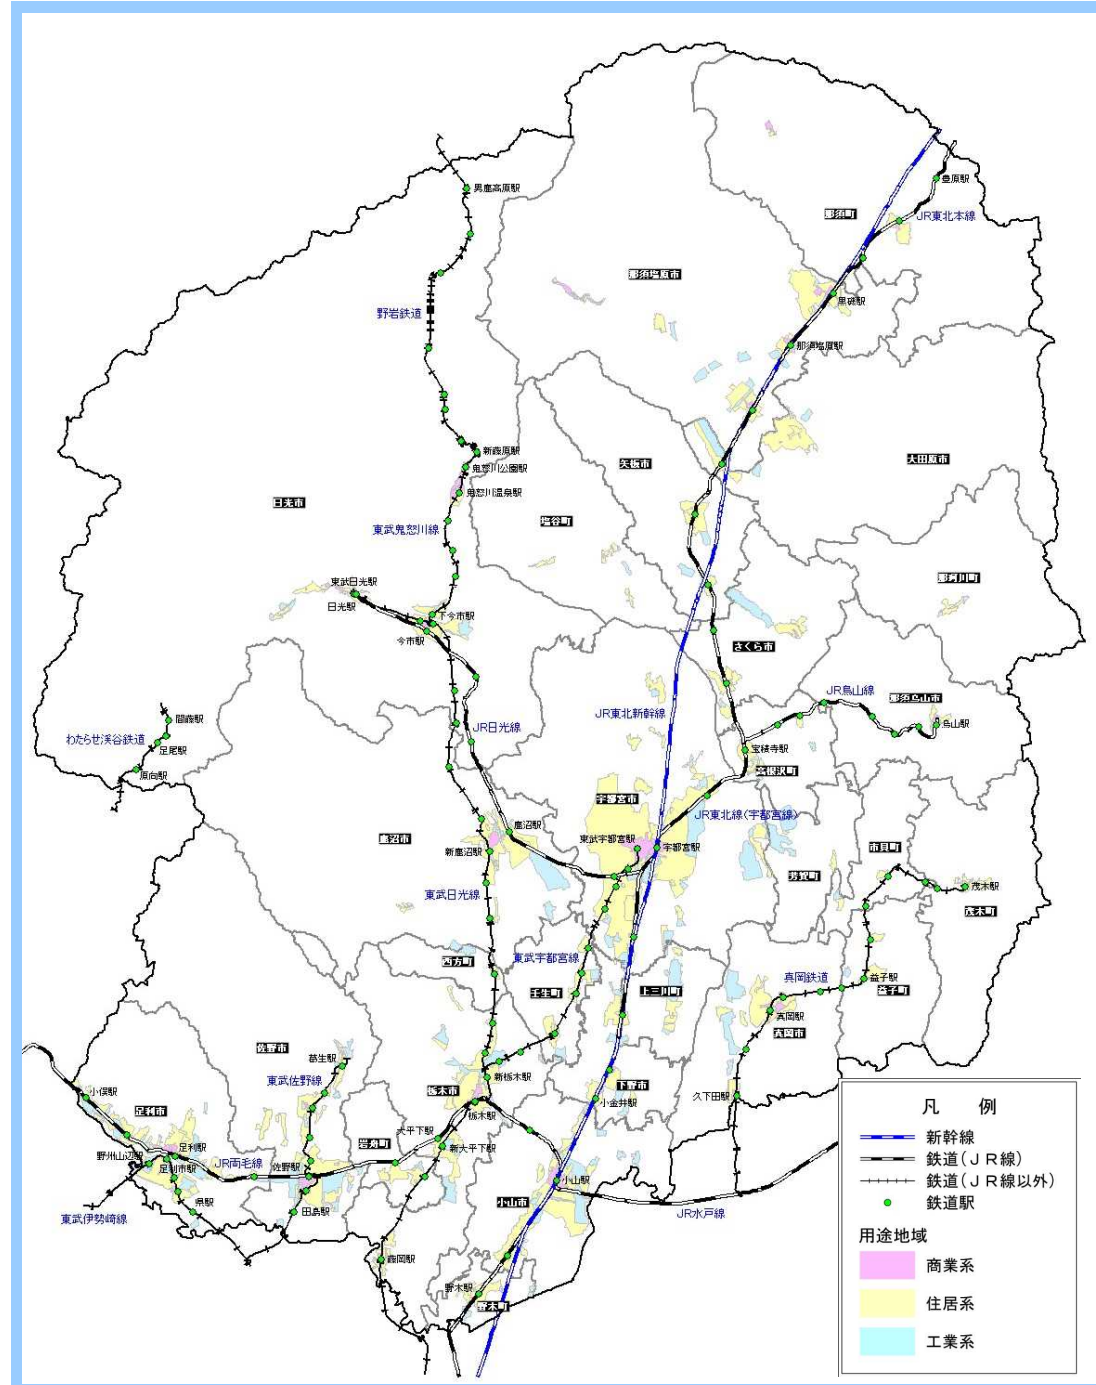 男鹿高原駅
豊原駅
那須町
JR東北本線
那須塩原市
黒磯駅
野岩鉄道
那須塩原駅
新藤原駅
鬼怒川公園駅
矢板市
大田原市
鬼怒川温泉駅
日光市
塩谷町
東武鬼怒川線
東武日光駅
那珂川町
日光駅
下今市駅
今市駅
さくら市
JR烏山線
那須烏山市
JR東北新幹線
間藤駅
烏山駅
JR日光線
わたらせ渓谷鉄道
足尾駅
宝積寺駅
原向駅
高根沢町
宇都宮市
JR東北線(宇都宮線)
鹿沼駅
鹿沼市
東武宇都宮駅
宇都宮駅
市貝町
新鹿沼駅
芳賀町
茂木駅
東武日光線
茂木町
東武宇都宮線
西方町
真岡鉄道
益子駅
壬生町
上三川町
益子町
真岡駅
真岡市
佐野市
葛生駅
東武佐野線
新栃木駅
下野市
小俣駅
栃木市
久下田駅
小金井駅
足利市
栃木駅
大平下駅
岩舟町
足利駅
新大平下駅
野州山辺駅
JR両毛線
佐野駅
足利市駅
小山駅
県駅
小山市
田島駅
JR水戸線
東武伊勢崎線
藤岡駅
野木駅
野木町
凡 例
新幹線
鉄道(JR線)
鉄道(JR線以外)
鉄道駅
用途地域
商業系
住居系
工業系